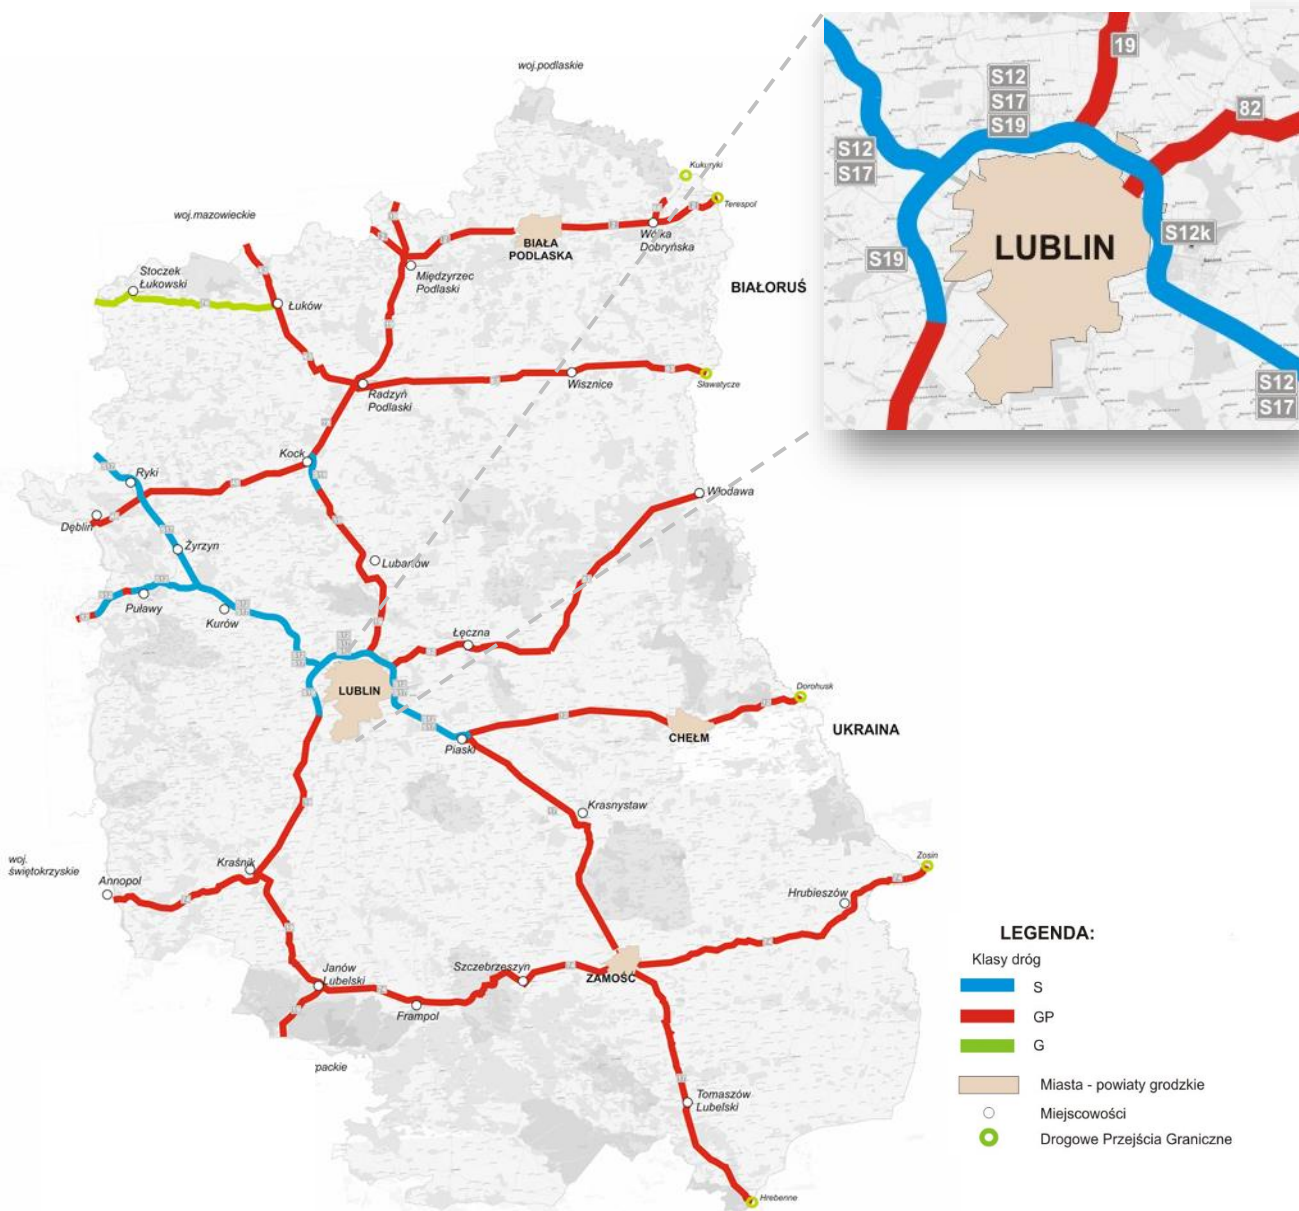 woj.podlaskie
19
S12
S17
S19
82
S12
S17
S12k
LUBLIN
S19
S12
S17
Kukuryki
Terespol
woj.mazowieckie
BIAŁA
PODLASKA
Wólka
Dobryńska
Międzyrzec
Podlaski
Stoczek
Łukowski
Łuków
BIAŁORUŚ
Radzyń
Podlaski
Wisznice
Sławatycze
Kock
Ryki
Włodawa
Dęblin
Żyrzyn
Lubartów
Puławy
Kurów
Łęczna
LUBLIN
Dorohusk
UKRAINA
CHEŁM
Piaski
Krasnystaw
woj.
świętokrzyskie
Kraśnik
Annopol
Zosin
Hrubieszów
Janów
Lubelski
Szczebrzeszyn
ZAMOŚĆ
Frampol
rpackie
Tomaszów
Lubelski
Hrebenne
LEGENDA:
Klasy dróg
S
GP
G
Miasta - powiaty grodzkie
Miejscowości
Drogowe Przejścia Graniczne